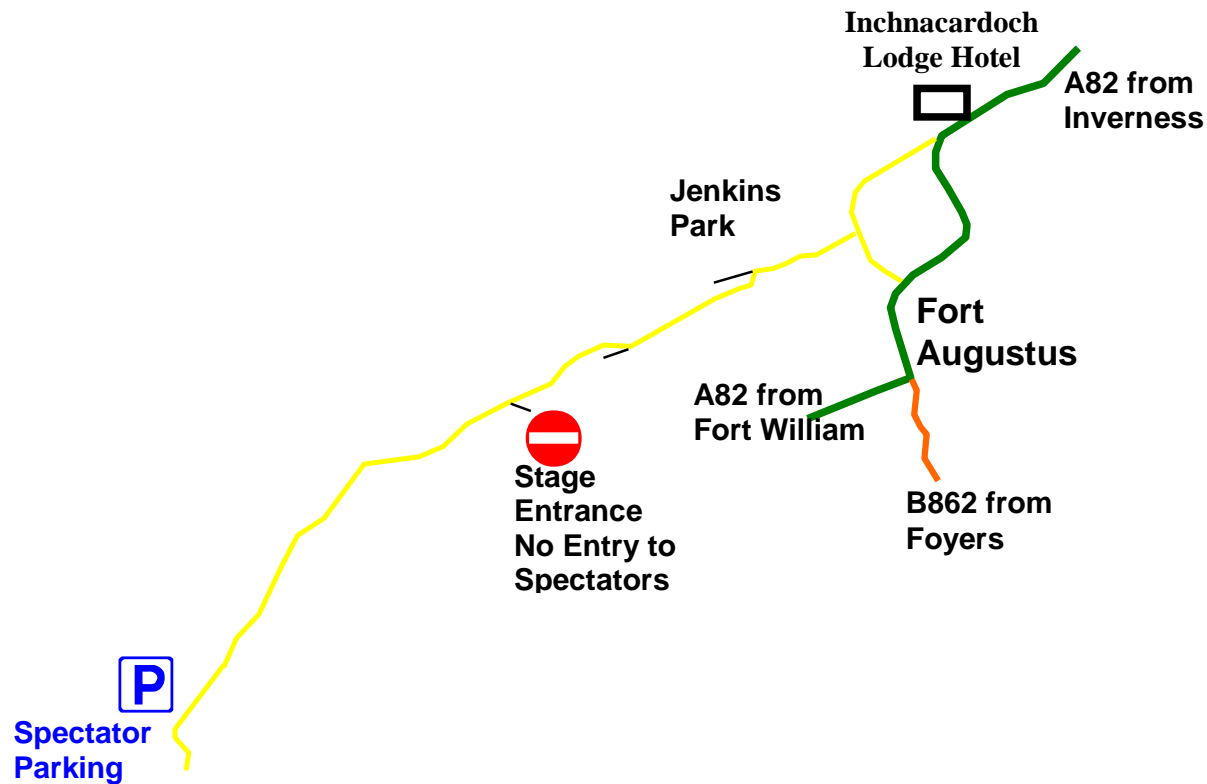 Inchnacardoch
Lodge Hotel
A82 from
Inverness
Jenkins
Park
Fort
Augustus
A82 from
Fort William
Stage
Entrance
No Entry to
Spectators
B862 from
Foyers
P
Spectator
Parking